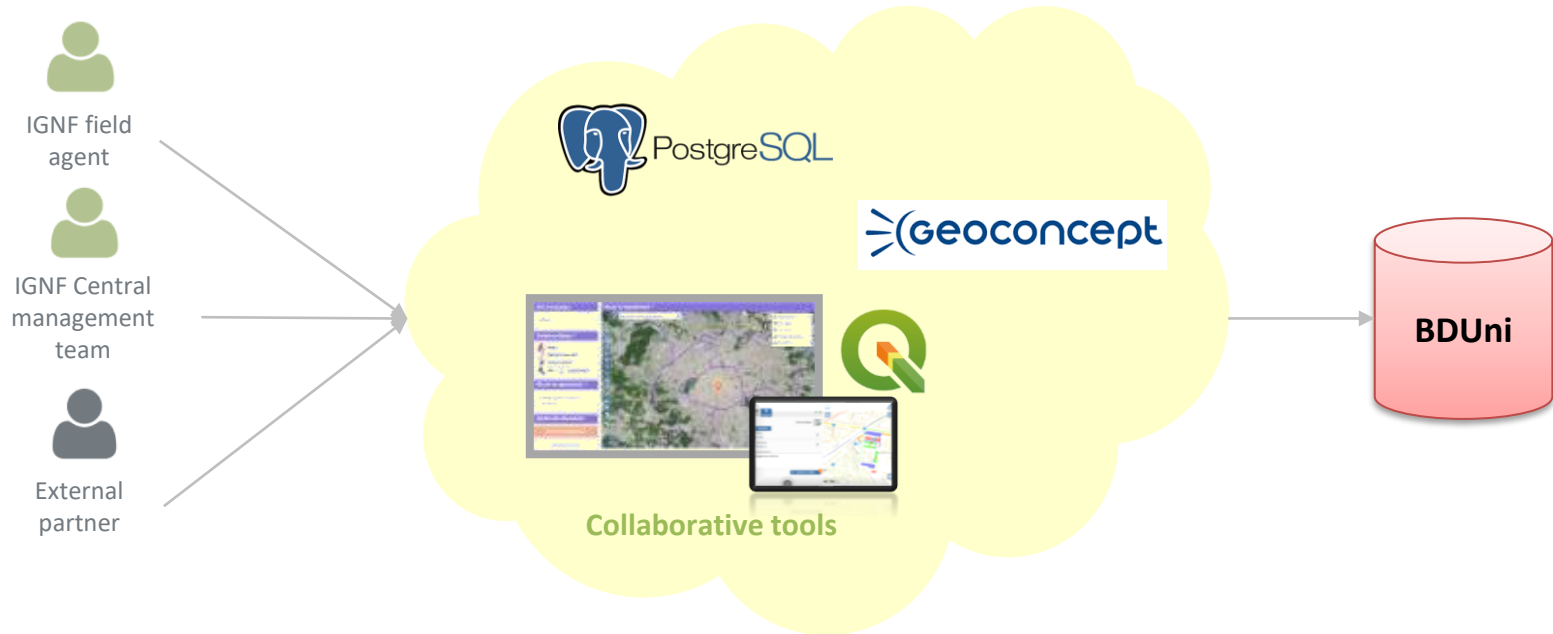 IGNF field
agent
IGNF Central
management
team
External
partner
PostgreSQL
Geoconcept
Collaborative tools
BDUni